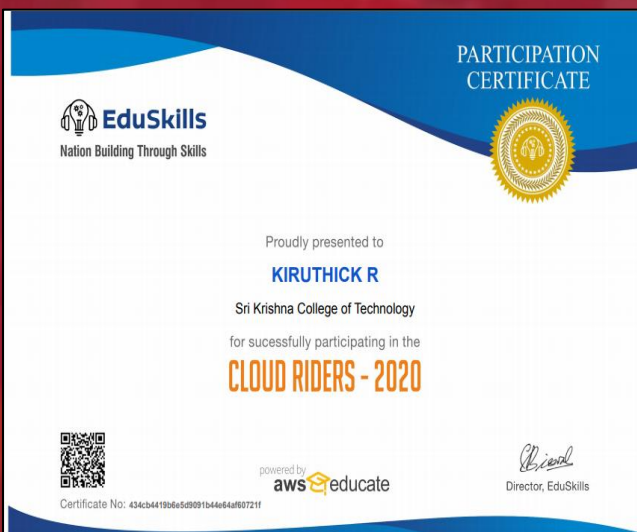 PARTICIPATION
CERTIFICATE
EduSkills
Nation Building Through Skills
Proudly presented to
KIRUTHICK R
Sri Krishna College of Technology
for sucessfully participating in the
CLOUD RIDERS - 2020
powered by
aws educate
Director, EduSkills
Certificate No: 434cb4419b6e5d9091b44e64af60721f